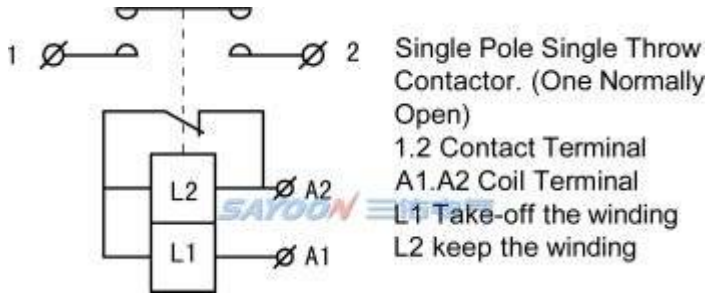 1
2
Single Pole Single Throw
Contactor. (One Normally
Open)
1.2 Contact Terminal
A1.A2 Coil Terminal
L1 Take-off the winding
L2 keep the winding
L2
A2
SAYOON
L1
A1